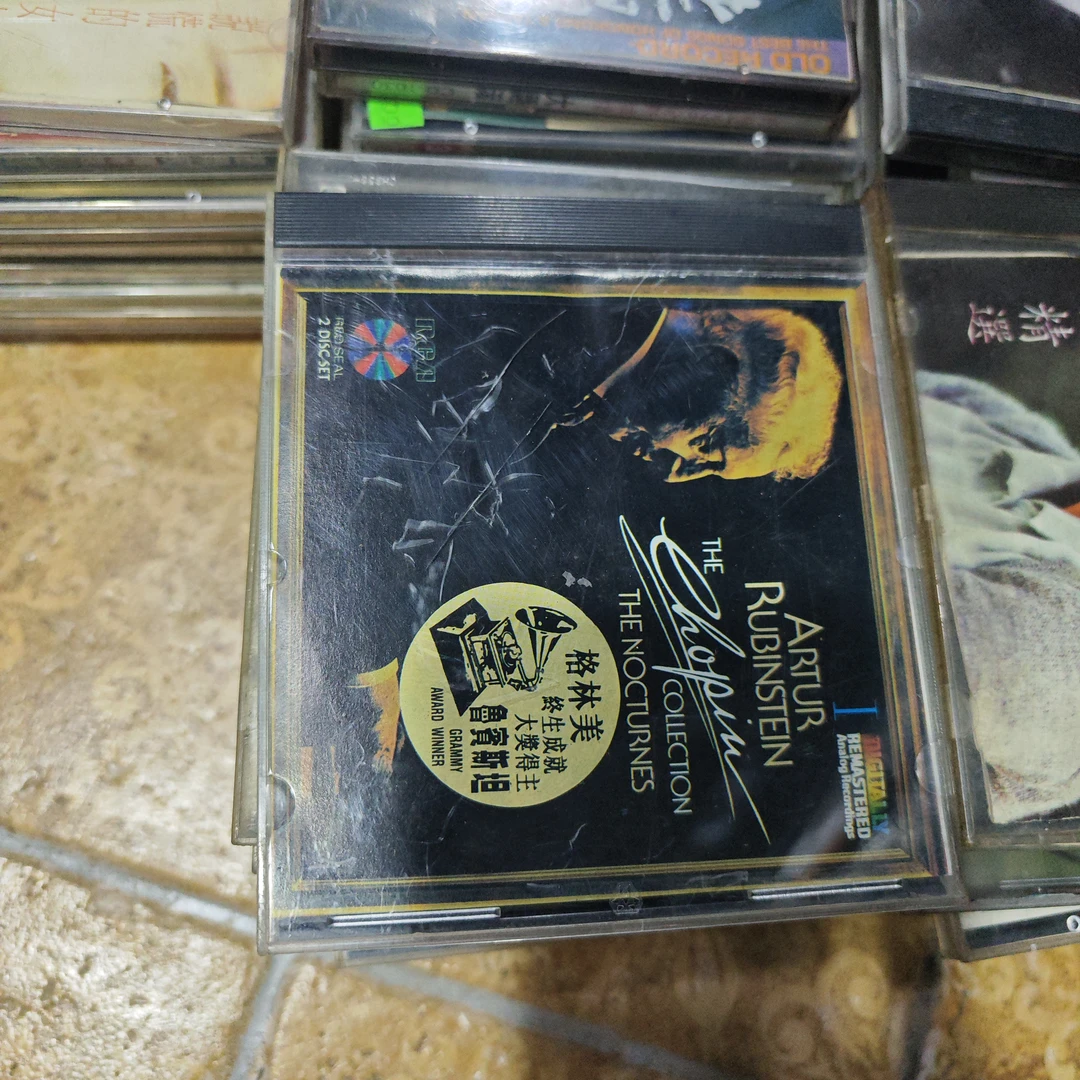 ARTUR
RUBINSTEIN
THE
Chopin
COLLECTION
THE NOCTURNES
DIGITALLY
REMASTERED
Analog Recordings
RCA
RED SEAL
2 DISC SET
格林美
終生成就
大獎得主
魯賓斯坦
GRAMMY
AWARD WINNER
OLD RECORD
精選